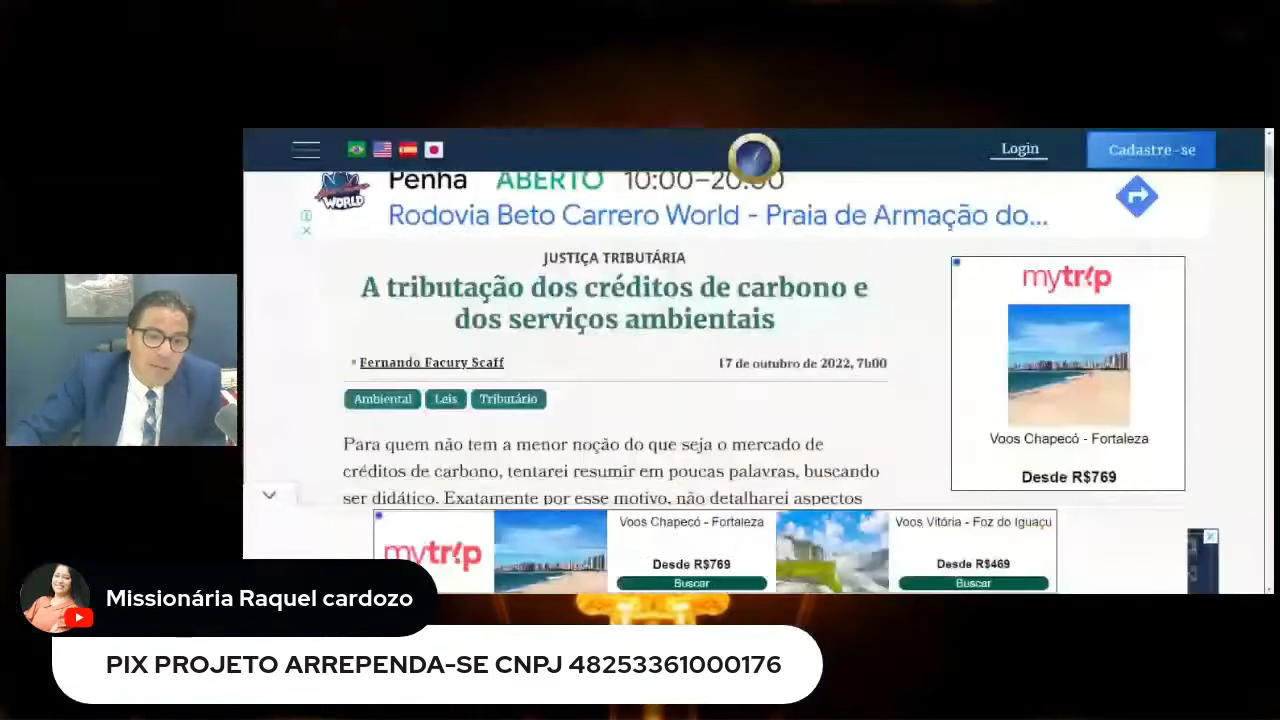 Login
Cadastre-se
WORLD
Penha ABERTO 10:00–20:00
Rodovia Beto Carrero World - Praia de Armação do...
JUSTIÇA TRIBUTÁRIA
A tributação dos créditos de carbono e
dos serviços ambientais
Fernando Facury Scaff
17 de outubro de 2022, 7h00
Ambiental
Leis
Tributário
Para quem não tem a menor noção do que seja o mercado de
créditos de carbono, tentarei resumir em poucas palavras, buscando
ser didático. Exatamente por esse motivo, não detalharei aspectos
mytrip
Voos Chapecó - Fortaleza
Desde R$769
mytrip
Voos Chapecó - Fortaleza
Desde R$769
Buscar
Voos Vitória - Foz do Iguaçu
Desde R$469
Buscar
Missionária Raquel cardozo
PIX PROJETO ARREPENDA-SE CNPJ 48253361000176